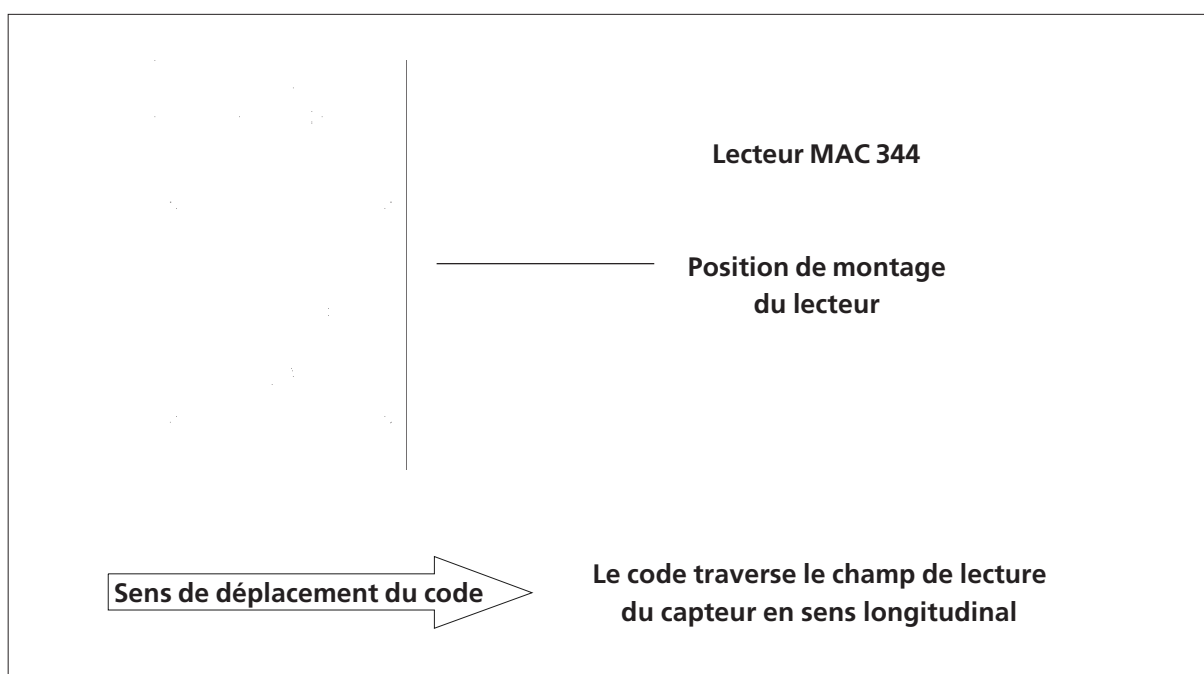 Lecteur MAC 344
Position de montage
du lecteur
Sens de déplacement du code
Le code traverse le champ de lecture
du capteur en sens longitudinal